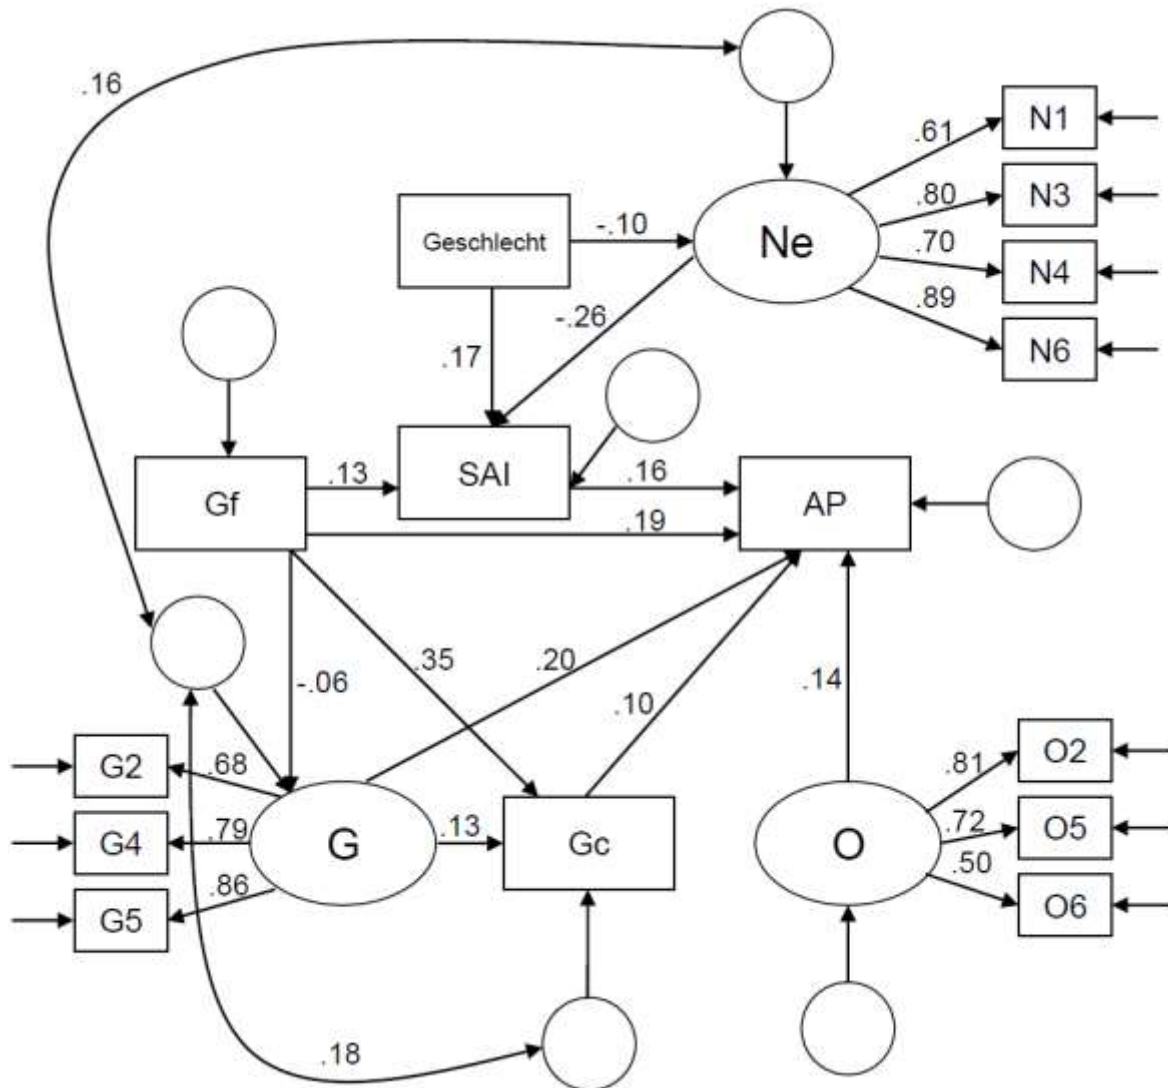 .16
N1
.61
N3
.80
Geschlecht
-.10
Ne
.70
N4
.89
-.26
N6
.17
Gf
.13
SAI
.16
AP
.19
.35
.20
-.06
.14
.10
G2
.68
O2
.81
G4
.79
G
.13
Gc
O
.72
O5
.86
.50
G5
O6
.18